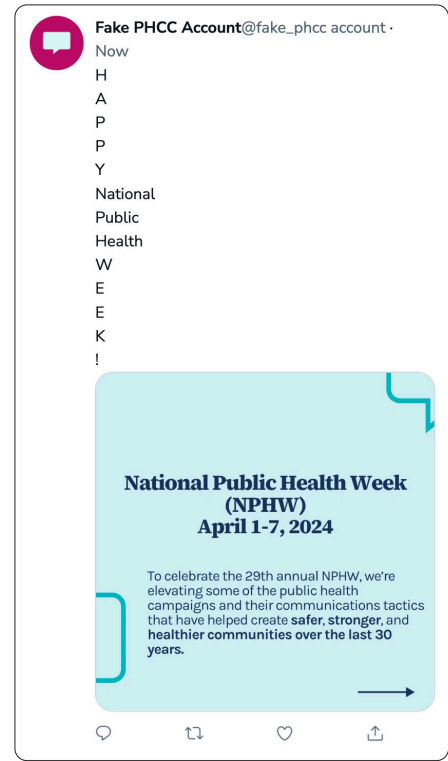 Fake PHCC Account@fake_phcc account ·
Now
H
A
P
P
Y
National
Public
Health
W
E
E
K
!
National Public Health Week
(NPHW)
April 1-7, 2024
To celebrate the 29th annual NPHW, we're
elevating some of the public health
campaigns and their communications tactics
that have helped create safer, stronger, and
healthier communities over the last 30
years.